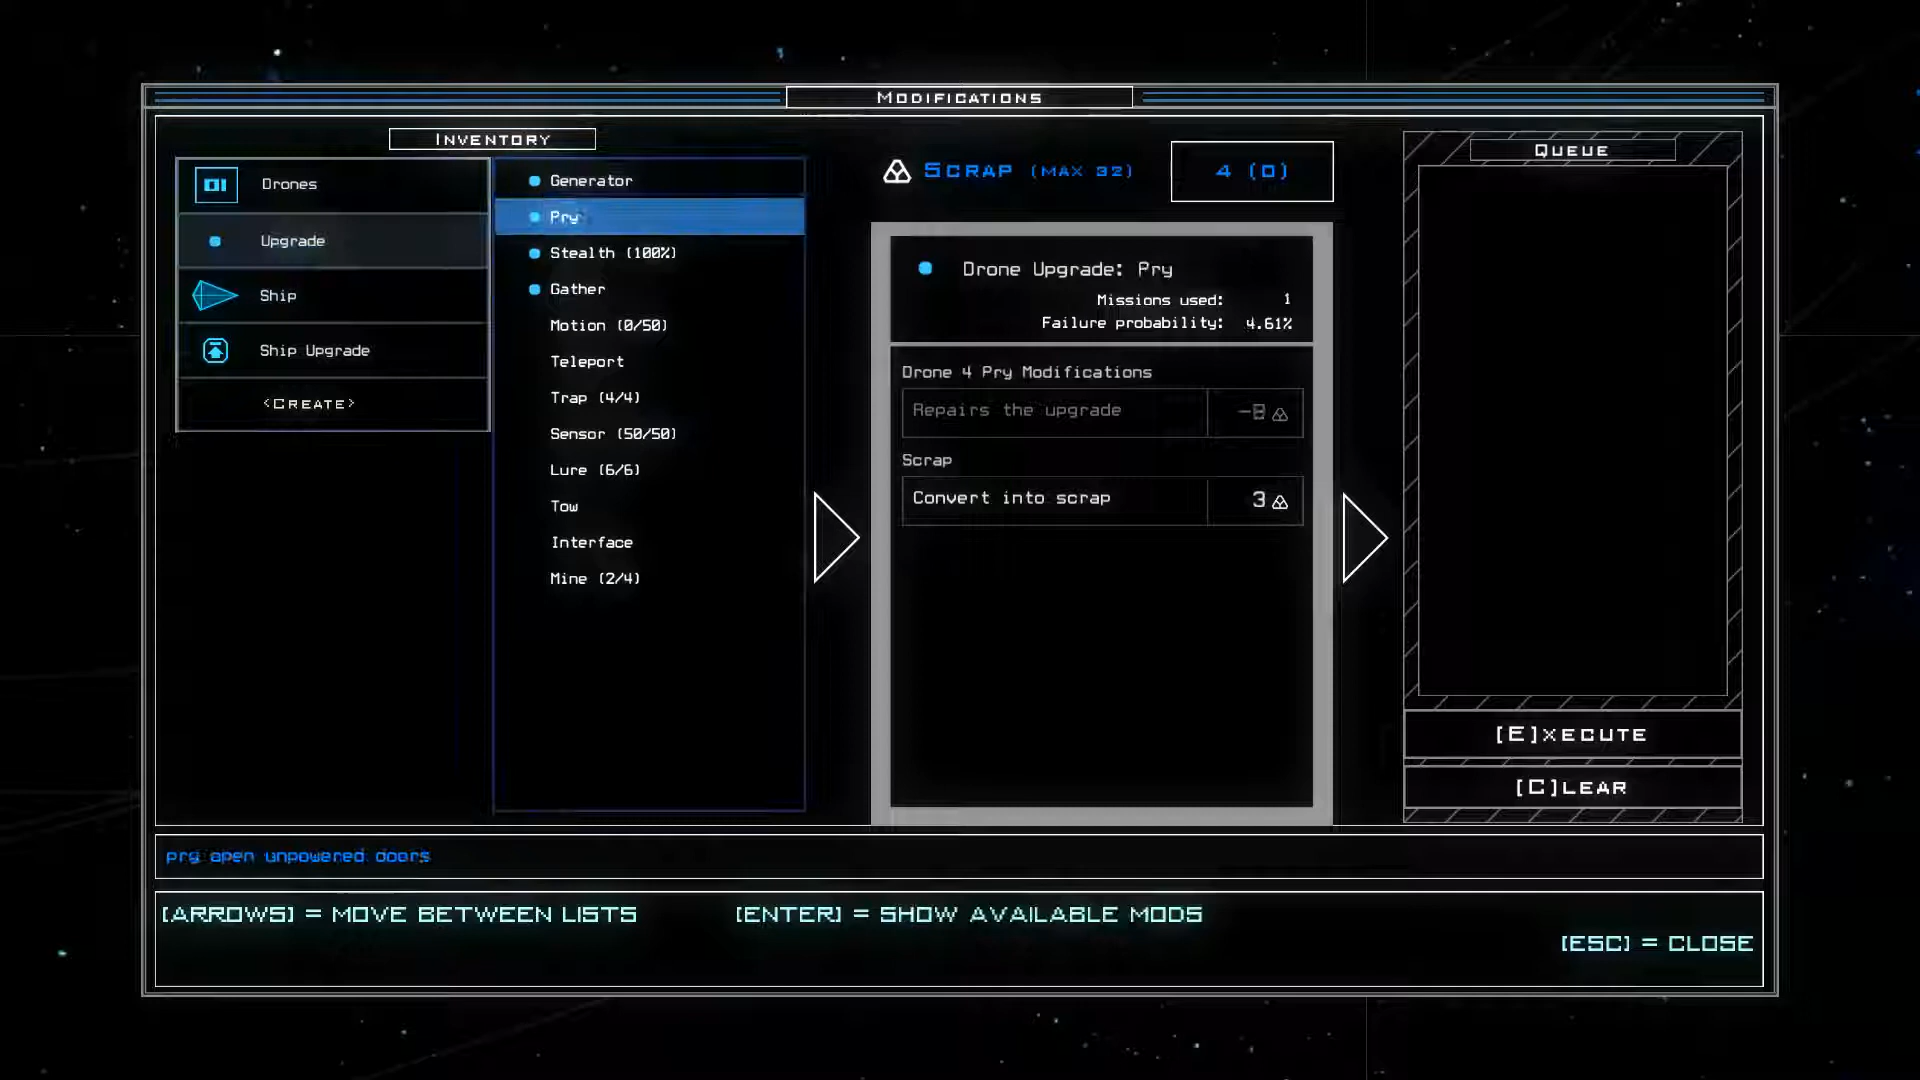 Modifications
Inventory
Drones
Upgrade
Ship
Ship Upgrade
<Create>
Generator
Pry
Stealth (100%)
Gather
Motion (0/50)
Teleport
Trap (4/4)
Sensor (50/50)
Lure (6/6)
Tow
Interface
Mine (2/4)
Scrap (max 32)
4 (0)
Drone Upgrade: Pry
Missions used: 1
Failure probability: 4.61%
Drone 4 Pry Modifications
Repairs the upgrade -8
Scrap
Convert into scrap 3
Queue
[E]xecute
[C]lear
pry open unpowered doors
[ARROWS] = MOVE BETWEEN LISTS
[ENTER] = SHOW AVAILABLE MODS
[ESC] = CLOSE